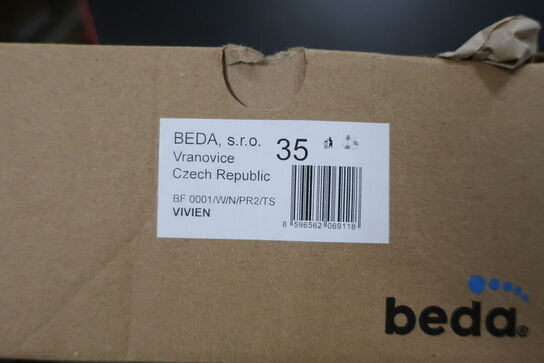 BEDA, s.r.o. 35
Vranovice
Czech Republic
BF 0001/W/N/PR2/TS
VIVIEN
8 596562 069118
beda®